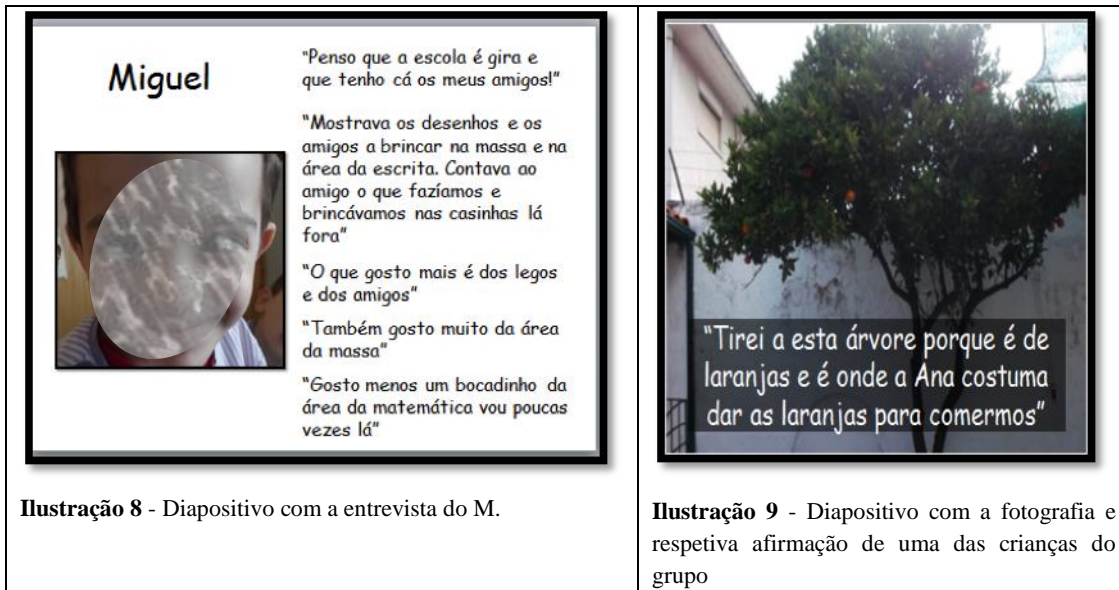 Miguel
"Penso que a escola é gira e
que tenho cá os meus amigos!"
"Mostrava os desenhos e os
amigos a brincar na massa e na
área da escrita. Contava ao
amigo o que fazíamos e
brincávamos nas casinhas lá
fora"
"O que gosto mais é dos legos
e dos amigos"
"Também gosto muito da área
da massa"
"Gosto menos um bocadinho da
área da matemática vou poucas
vezes lá"
Ilustração 8 - Diapositivo com a entrevista do M.
"Tirei a esta árvore porque é de
laranjas e é onde a Ana costuma
dar as laranjas para comermos"
Ilustração 9 - Diapositivo com a fotografia e
respetiva afirmação de uma das crianças do
grupo